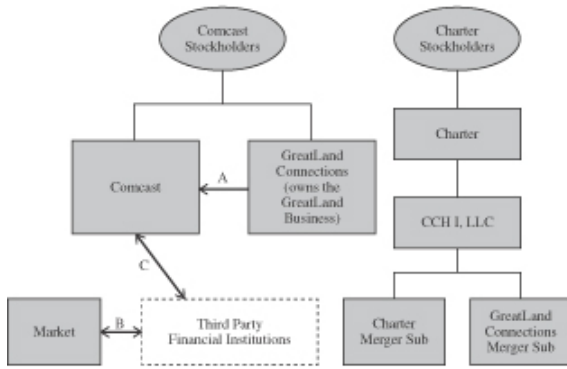 Comcast
Stockholders
Charter
Stockholders
Comcast
A
GreatLand
Connections
(owns the
GreatLand
Business)
Charter
CCH I, LLC
C
Market
B
Third Party
Financial Institutions
Charter
Merger Sub
GreatLand
Connections
Merger Sub